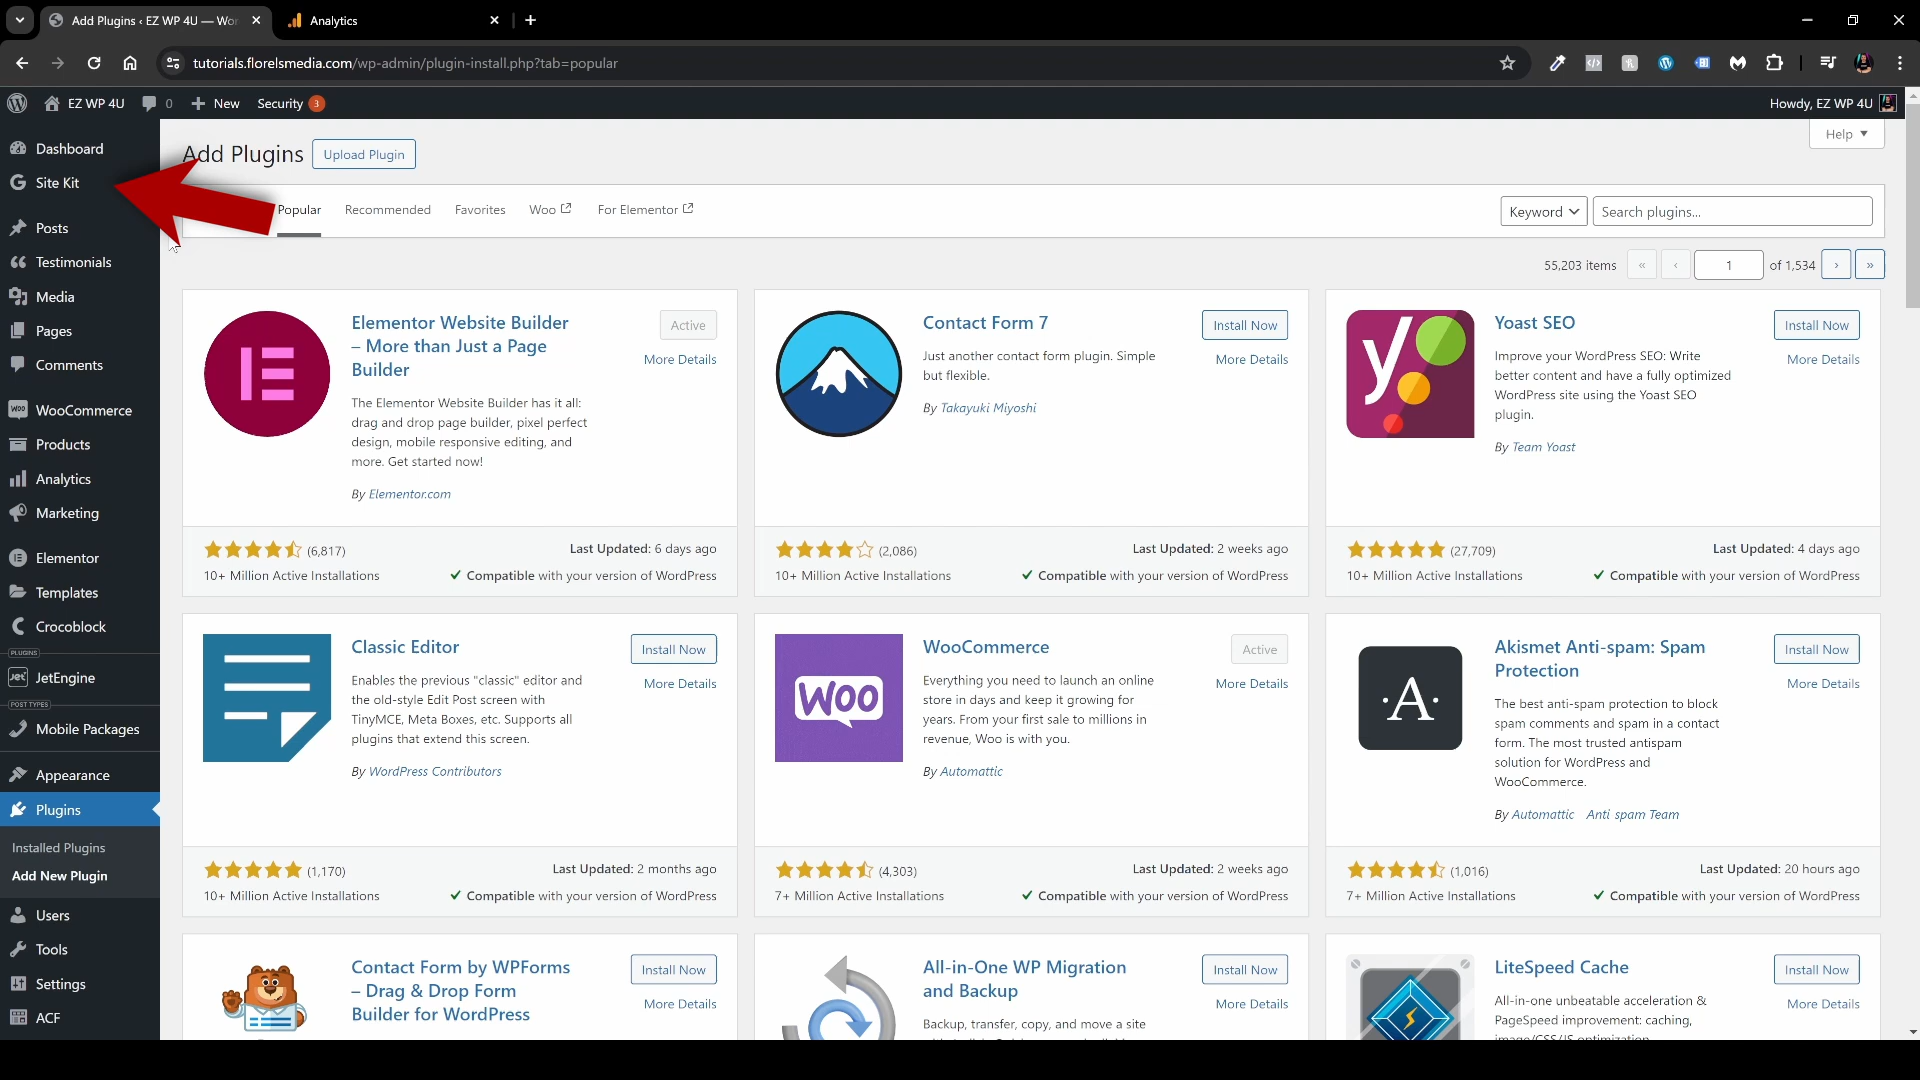 Add Plugins ‹ EZ WP 4U — Wor
Analytics
tutorials.florelsmedia.com/wp-admin/plugin-install.php?tab=popular
EZ WP 4U
0
New
Security 3
Howdy, EZ WP 4U
Dashboard
Site Kit
Posts
Testimonials
Media
Pages
Comments
WooCommerce
Products
Analytics
Marketing
Elementor
Templates
Crocoblock
PLUGINS
JetEngine
POST TYPES
Mobile Packages
Appearance
Plugins
Installed Plugins
Add New Plugin
Users
Tools
Settings
ACF
Add Plugins
Upload Plugin
Help
Popular
Recommended
Favorites
Woo
For Elementor
Keyword
Search plugins...
55,203 items « ‹ 1 of 1,534 › »
Elementor Website Builder
– More than Just a Page
Builder
Active
More Details
The Elementor Website Builder has it all:
drag and drop page builder, pixel perfect
design, mobile responsive editing, and
more. Get started now!
By Elementor.com
(6,817)
Last Updated: 6 days ago
10+ Million Active Installations
Compatible with your version of WordPress
Contact Form 7
Install Now
More Details
Just another contact form plugin. Simple
but flexible.
By Takayuki Miyoshi
(2,086)
Last Updated: 2 weeks ago
10+ Million Active Installations
Compatible with your version of WordPress
y
Yoast SEO
Install Now
More Details
Improve your WordPress SEO: Write
better content and have a fully optimized
WordPress site using the Yoast SEO
plugin.
By Team Yoast
(27,709)
Last Updated: 4 days ago
10+ Million Active Installations
Compatible with your version of WordPress
Classic Editor
Install Now
More Details
Enables the previous "classic" editor and
the old-style Edit Post screen with
TinyMCE, Meta Boxes, etc. Supports all
plugins that extend this screen.
By WordPress Contributors
(1,170)
Last Updated: 2 months ago
10+ Million Active Installations
Compatible with your version of WordPress
WOO
WooCommerce
Active
More Details
Everything you need to launch an online
store in days and keep it growing for
years. From your first sale to millions in
revenue, Woo is with you.
By Automattic
(4,303)
Last Updated: 2 weeks ago
7+ Million Active Installations
Compatible with your version of WordPress
·A·
Akismet Anti-spam: Spam
Protection
Install Now
More Details
The best anti-spam protection to block
spam comments and spam in a contact
form. The most trusted antispam
solution for WordPress and
WooCommerce.
By Automattic Anti-spam Team
(1,016)
Last Updated: 20 hours ago
7+ Million Active Installations
Compatible with your version of WordPress
Contact Form by WPForms
– Drag & Drop Form
Builder for WordPress
Install Now
More Details
All-in-One WP Migration
and Backup
Install Now
More Details
Backup, transfer, copy, and move a site
LiteSpeed Cache
Install Now
More Details
All-in-one unbeatable acceleration &
PageSpeed improvement: caching,
image/CSS/JS optimization